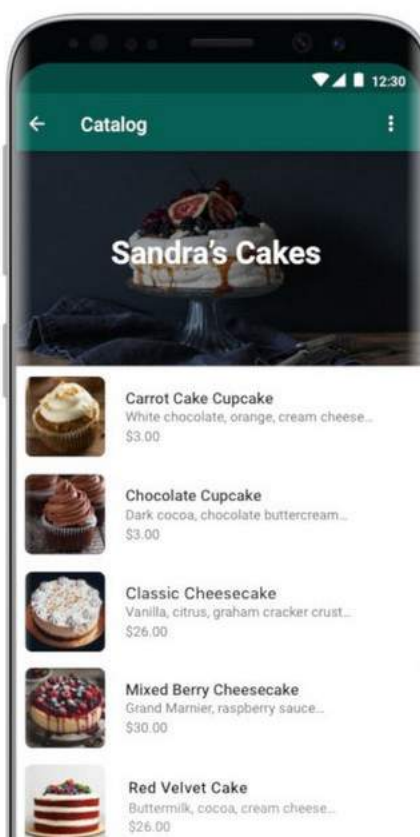 12:30
Catalog
Sandra's Cakes
Carrot Cake Cupcake
White chocolate, orange, cream cheese...
$3.00
Chocolate Cupcake
Dark cocoa, chocolate buttercream...
$3.00
Classic Cheesecake
Vanilla, citrus, graham cracker crust...
$26.00
Mixed Berry Cheesecake
Grand Marnier, raspberry sauce...
$30.00
Red Velvet Cake
Buttermilk, cocoa, cream cheese...
$26.00